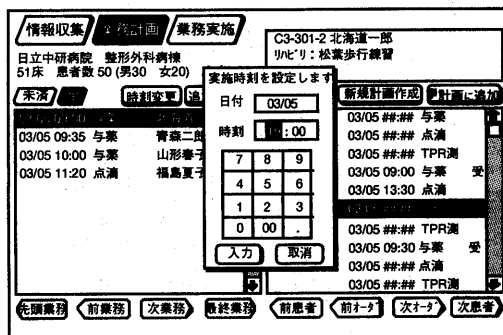 情報収集 業務計画 業務実施
日立中研病院 整形外科病棟
51床 患者数 50 (男30 女20)
未済
時刻変更
追
03/05 09:35 与薬 青森二郎
03/05 10:00 与薬 山形春子
03/05 11:20 点滴 福島夏子
先頭業務 前業務 次業務 最終業務
実施時刻を設定します
日付 03/05
時刻 :00
7 8 9
4 5 6
1 2 3
0 00 .
入力 取消
C3-301-2 北海道一郎
リハビリ:松葉歩行練習
新規計画作成 計画に追加
03/05 ##:## 与薬
03/05 ##:## 点滴
03/05 ##:## TPR測
03/05 09:00 与薬 受
03/05 13:30 点滴
03/05 ##:## TPR測
03/05 09:30 与薬 受
03/05 ##:## 点滴
03/05 ##:## TPR測
前患者 前オーダ 次オーダ 次患者